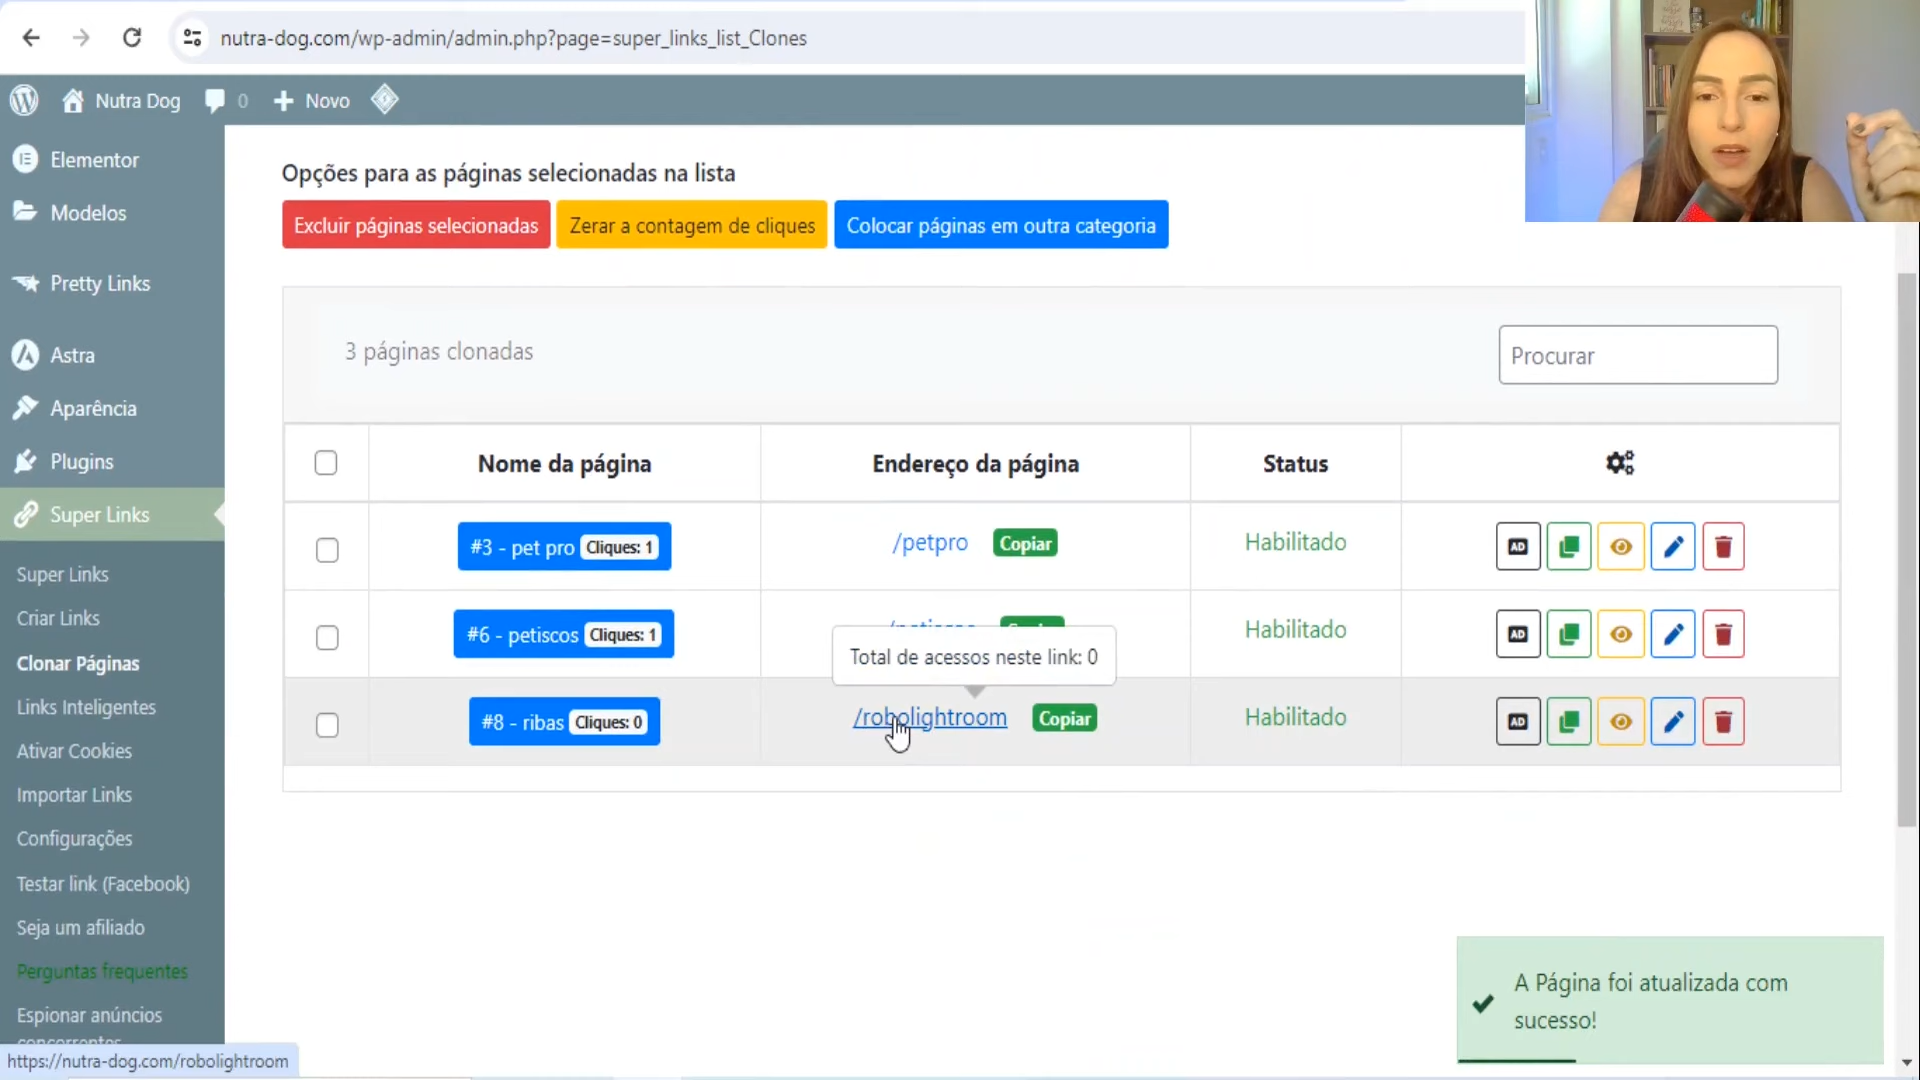 nutra-dog.com/wp-admin/admin.php?page=super_links_list_Clones
Nutra Dog
0
Novo
Elementor
Modelos
Pretty Links
Astra
Aparência
Plugins
Super Links
Super Links
Criar Links
Clonar Páginas
Links Inteligentes
Ativar Cookies
Importar Links
Configurações
Testar link (Facebook)
Seja um afiliado
Perguntas frequentes
Espionar anúncios
concorrentes
https://nutra-dog.com/robolightroom
Opções para as páginas selecionadas na lista
Excluir páginas selecionadas
Zerar a contagem de cliques
Colocar páginas em outra categoria
3 páginas clonadas
Procurar
Nome da página
Endereço da página
Status
#3 - pet pro Cliques: 1
/petpro
Copiar
Habilitado
AD
#6 - petiscos Cliques: 1
Habilitado
AD
Total de acessos neste link: 0
#8 - ribas Cliques: 0
/robolightroom
Copiar
Habilitado
AD
A Página foi atualizada com
sucesso!